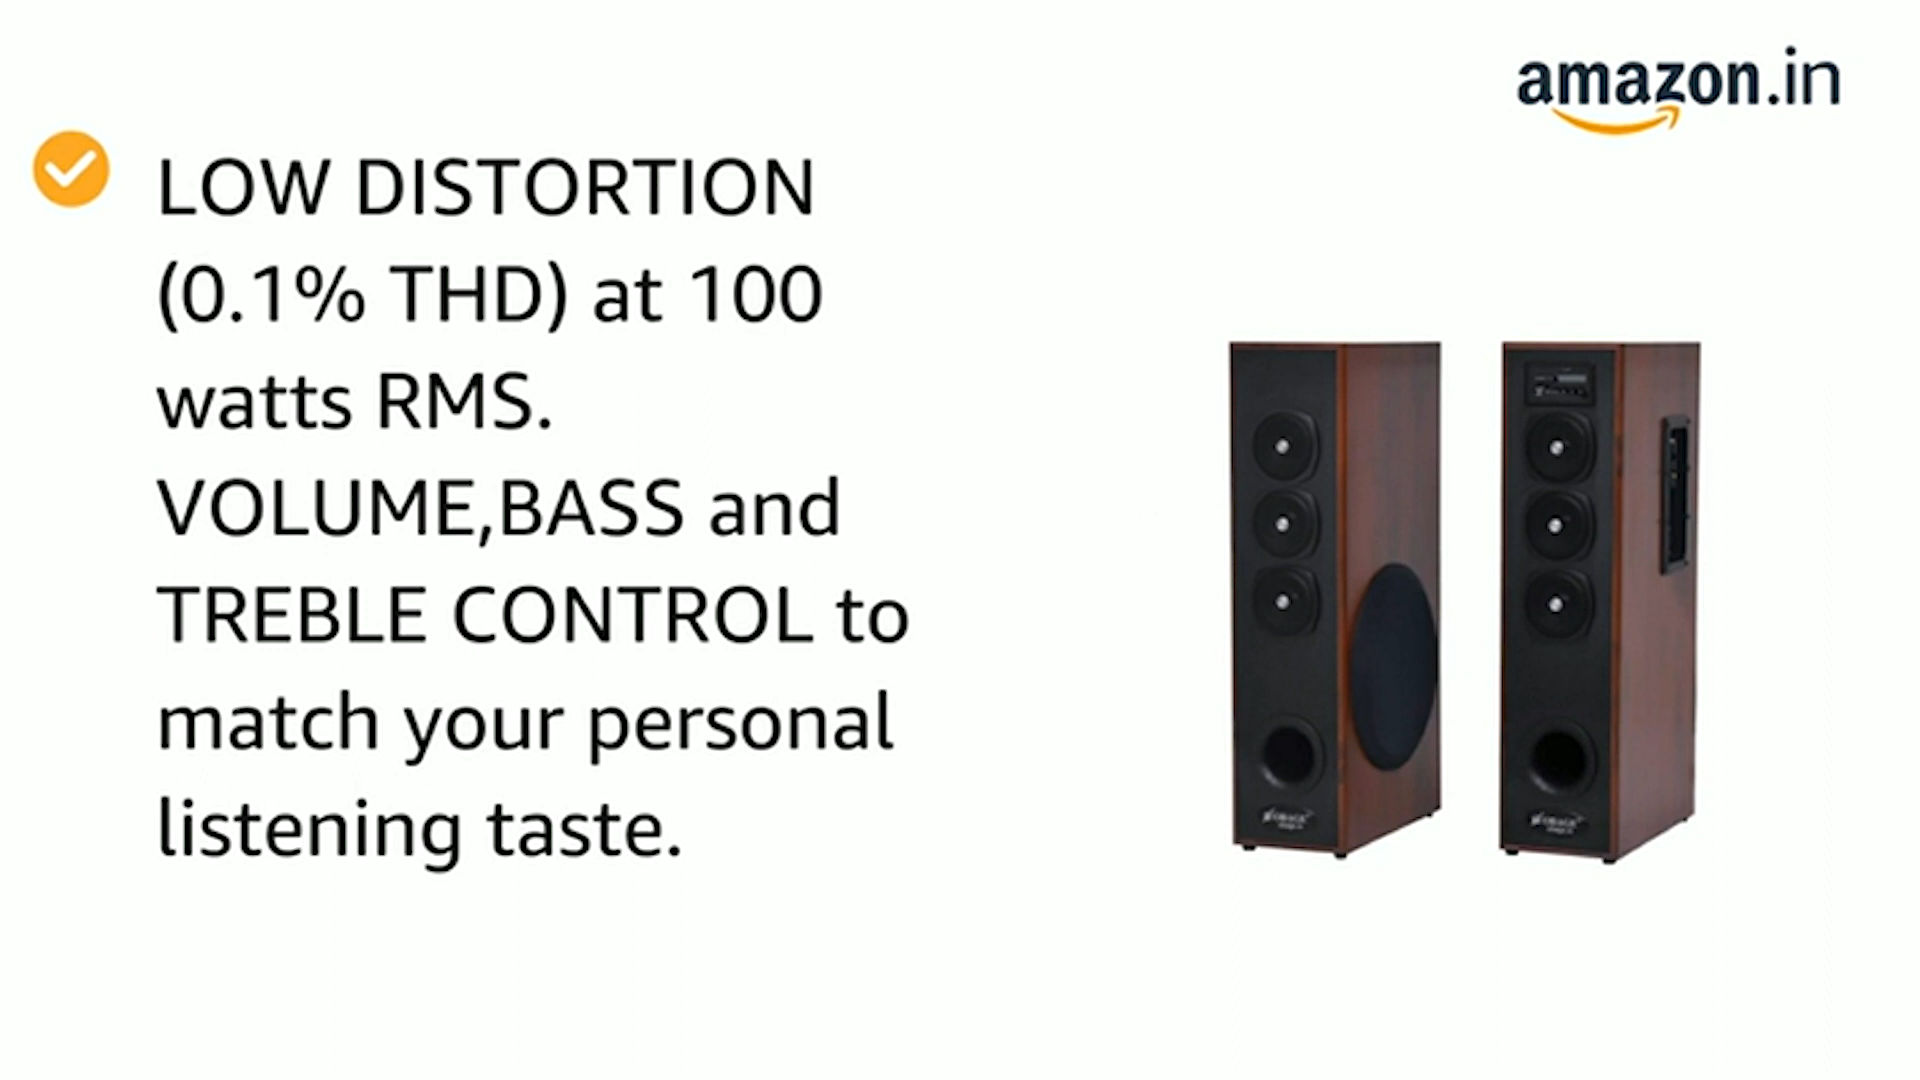 amazon.in
LOW DISTORTION
(0.1% THD) at 100
watts RMS.
VOLUME,BASS and
TREBLE CONTROL to
match your personal
listening taste.